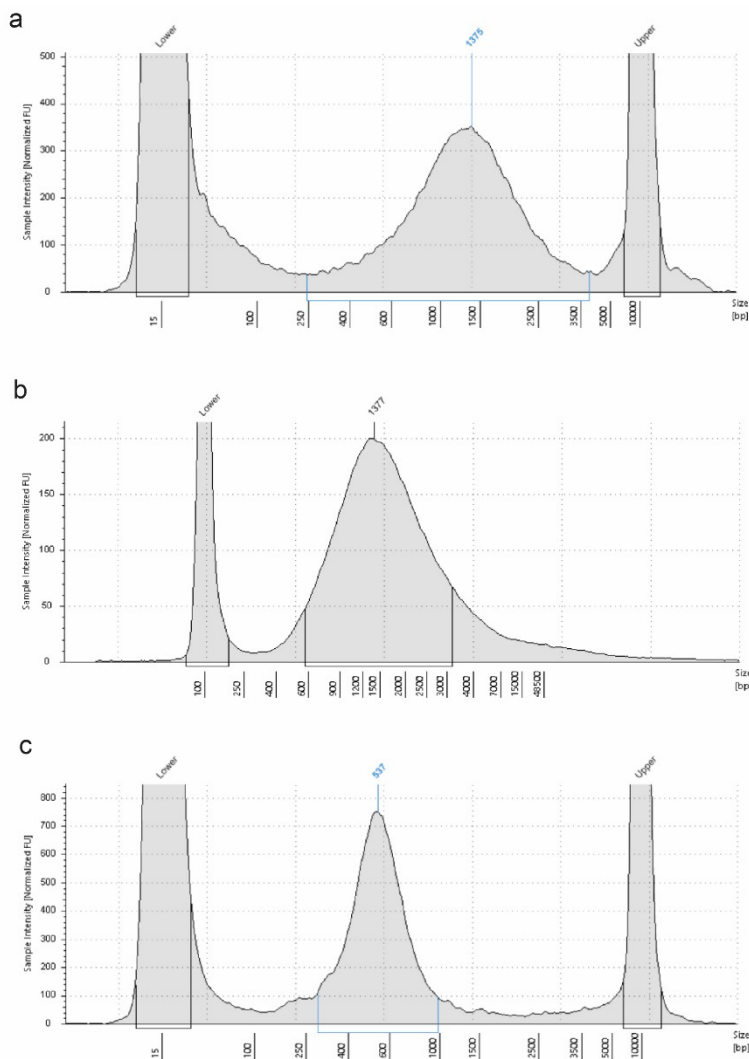 a
Lower 1375 Upper
500
400
300
200
100
0
Sample Intensity [Normalized FU]
15 100 250 400 600 1000 1500 2500 3500 5000 10000
Size
[bp]
b
Lower 1377
200
150
100
50
0
Sample Intensity [Normalized FU]
100 250 400 600 900 1200 1500 2000 2500 3000 4000 7000 15000 48500
Size
[bp]
c
Lower 537 Upper
800
700
600
500
400
300
200
100
0
Sample Intensity [Normalized FU]
15 100 250 400 600 1000 1500 2500 3500 5000 10000
Size
[bp]